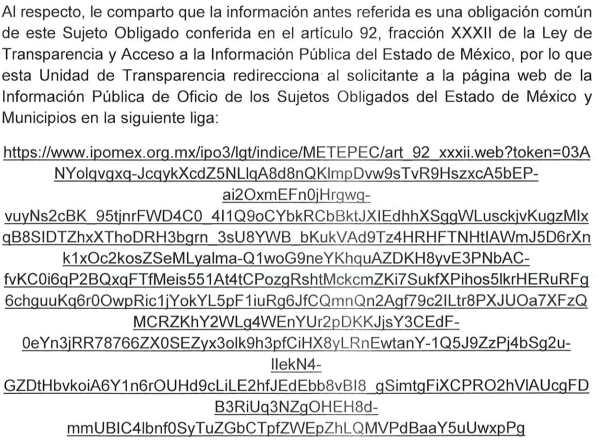 Al respecto, le comparto que la información antes referida es una obligación común
de este Sujeto Obligado conferida en el artículo 92, fracción XXXII de la Ley de
Transparencia y Acceso a la Información Pública del Estado de México, por lo que
esta Unidad de Transparencia redirecciona al solicitante a la página web de la
Información Pública de Oficio de los Sujetos Obligados del Estado de México y
Municipios en la siguiente liga:
https://www.ipomex.org.mx/ipo3/lgt/indice/METEPEC/art_92_xxxii.web?token=03A
NYolqvgxq-JcqykXcdZ5NLlqA8d8nQKlmpDvw9sTvR9HszxcA5bEP-
ai2OxmEFn0jHrgwg-
vuyNs2cBK_95tjnrFWD4C0_4I1Q9oCYbkRCbBktJXIEdhhXSggWLusckjvKugzMlx
qB8SIDTZhxXThoDRH3bgrn_3sU8YWB_bKukVAd9Tz4HRHFTNHtlAWmJ5D6rXn
k1xOc2kosZSeMLyalma-Q1woG9neYKhquAZDKH8yvE3PNbAC-
fvKC0i6qP2BQxqFTfMeis551At4tCPozgRshtMckcmZKi7SukfXPihos5lkrHERuRFg
6chguuKq6r0OwpRic1jYokYL5pF1iuRg6JfCQmnQn2Agf79c2ILtr8PXJUOa7XFzQ
MCRZKhY2WLg4WEnYUr2pDKKJjsY3CEdF-
0eYn3jRR78766ZX0SEZyx3olk9h3pfCiHX8yLRnEwtanY-1Q5J9ZzPj4bSg2u-
IlekN4-
GZDtHbvkoiA6Y1n6rOUHd9cLiLE2hfJEdEbb8vBI8_gSimtgFiXCPRO2hVlAUcgFD
B3RiUq3NZgOHEH8d-
mmUBIC4lbnf0SyTuZGbCTpfZWEpZhLQMVPdBaaY5uUwxpPg